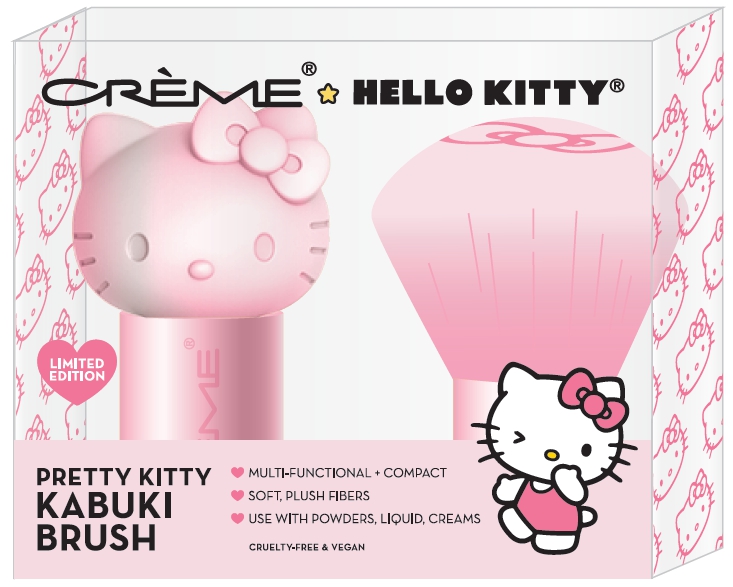 CRÈME® HELLO KITTY®
®
ME
LIMITED
EDITION
PRETTY KITTY
KABUKI
BRUSH
MULTI-FUNCTIONAL + COMPACT
SOFT, PLUSH FIBERS
USE WITH POWDERS, LIQUID, CREAMS
CRUELTY-FREE & VEGAN